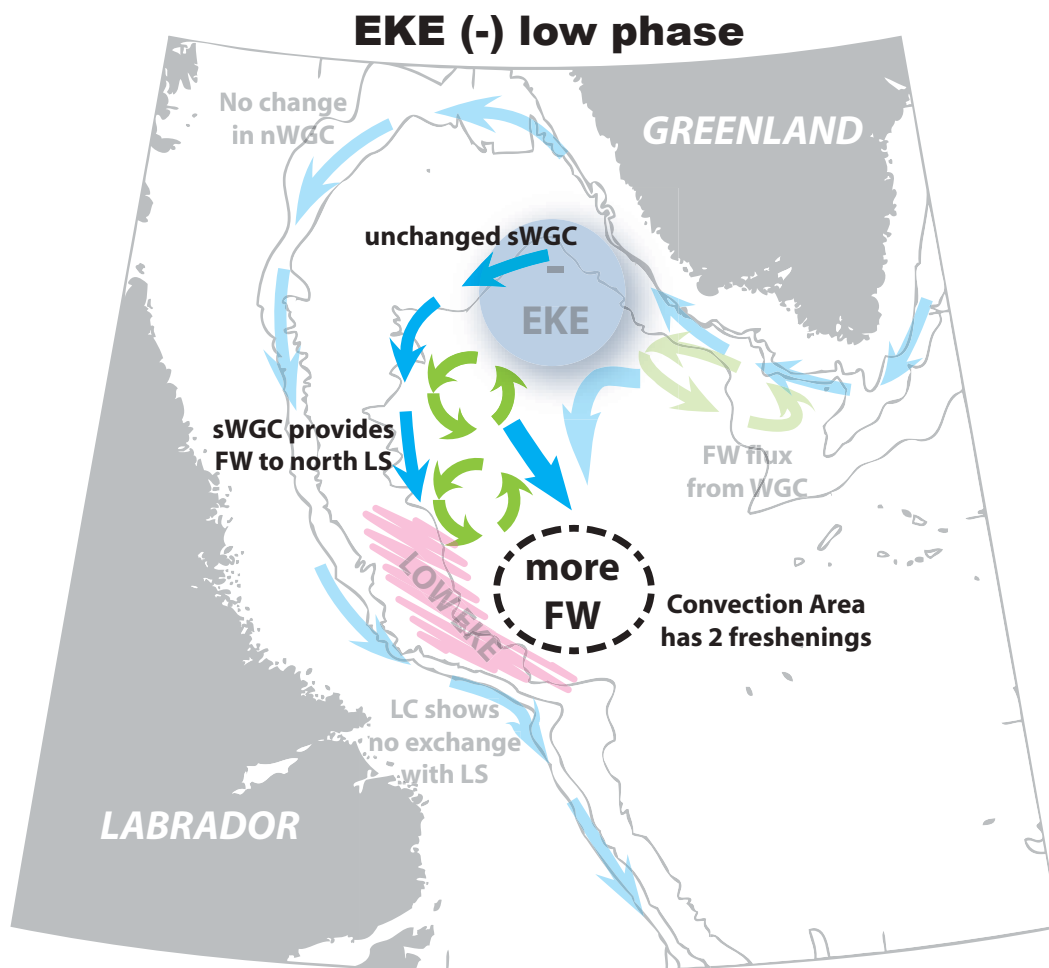 EKE (-) low phase
No change
in nWGC
GREENLAND
unchanged sWGC
-
EKE
sWGC provides
FW to north LS
FW flux
from WGC
LOW EKE
more
FW
Convection Area
has 2 freshenings
LC shows
no exchange
with LS
LABRADOR